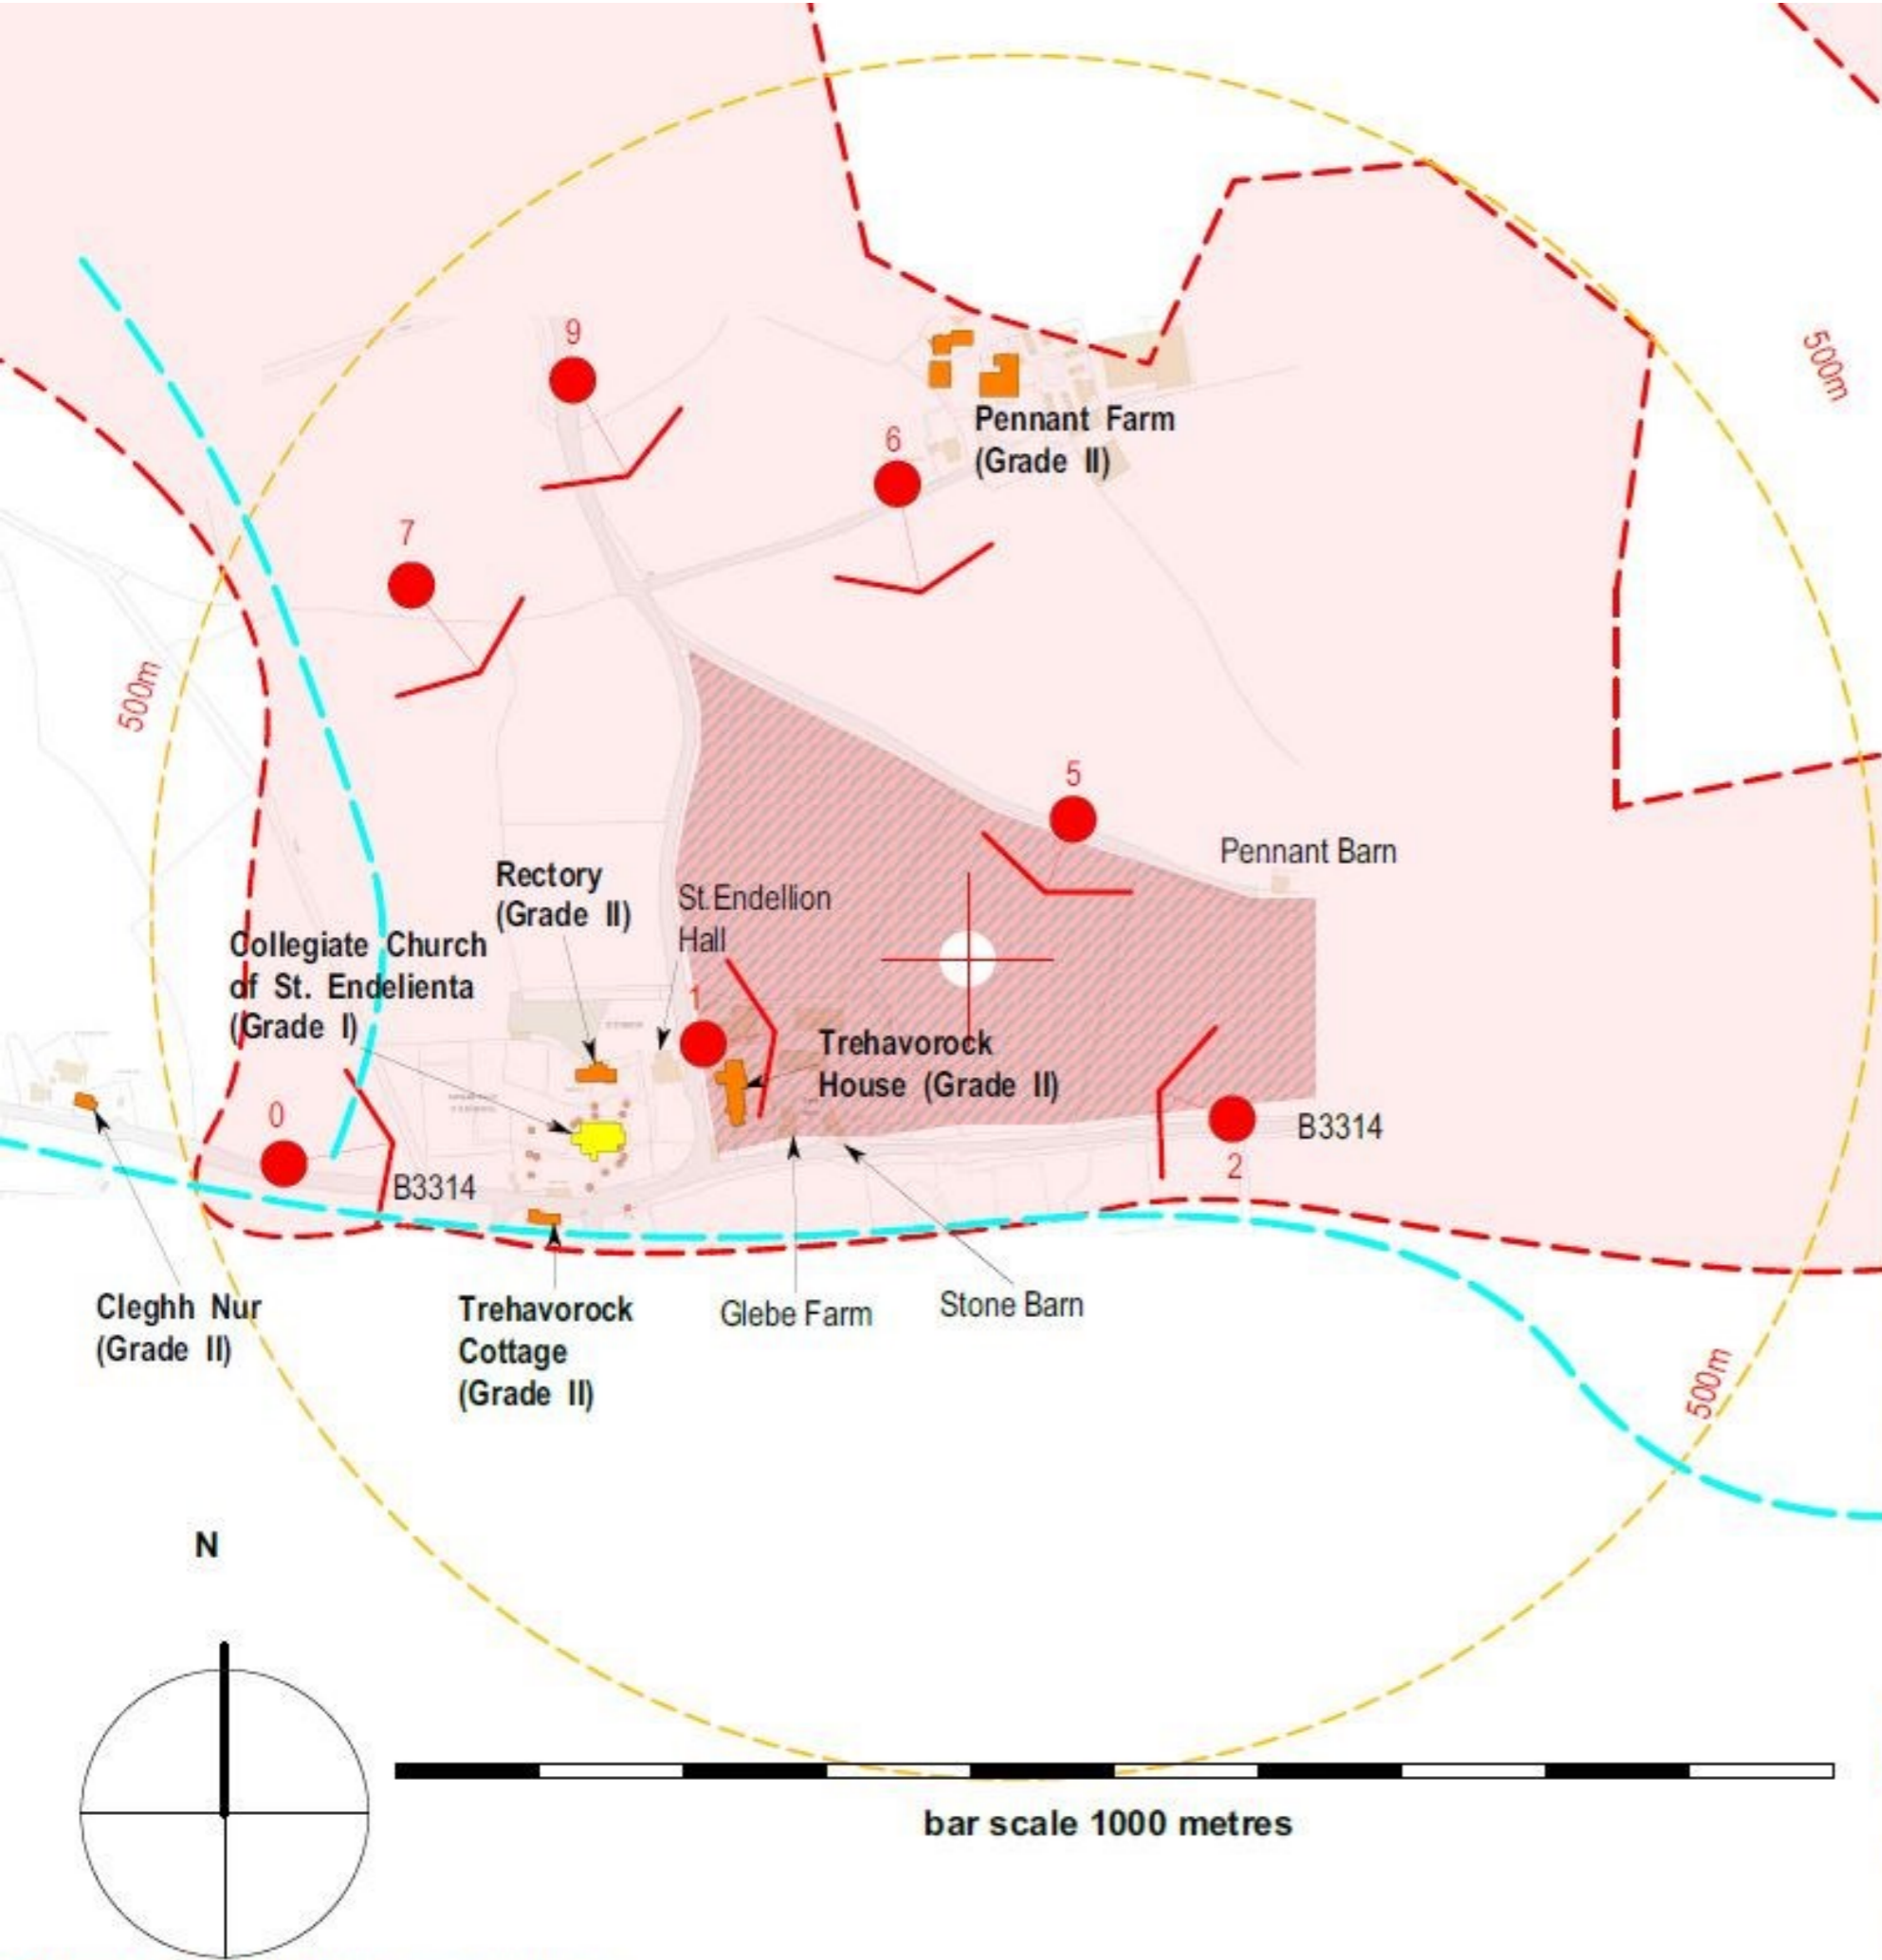 9
6
Pennant Farm
(Grade II)
500m
7
500m
5
Pennant Barn
Rectory
(Grade II)
St.Endellion
Hall
Collegiate Church
of St. Endelienta
(Grade I)
1
Trehavorock
House (Grade II)
0
B3314
2
B3314
Cleghh Nur
(Grade II)
Trehavorock
Cottage
(Grade II)
Glebe Farm
Stone Barn
500m
N
bar scale 1000 metres